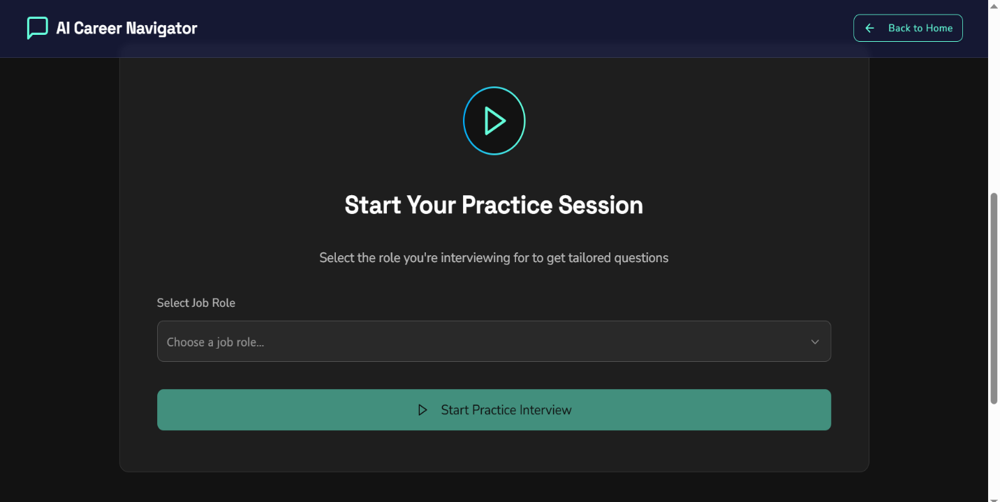 AI Career Navigator
Back to Home
Start Your Practice Session
Select the role you're interviewing for to get tailored questions
Select Job Role
Choose a job role...
Start Practice Interview